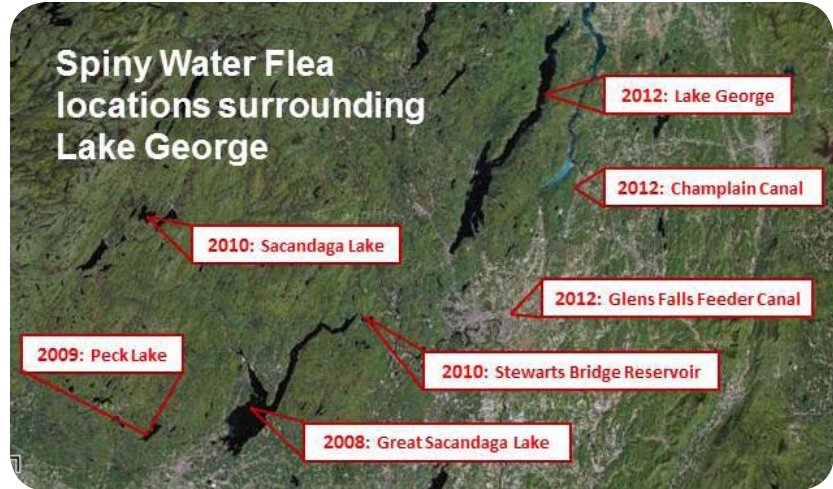 Spiny Water Flea
locations surrounding
Lake George
2012: Lake George
2012: Champlain Canal
2010: Sacandaga Lake
2012: Glens Falls Feeder Canal
2009: Peck Lake
2010: Stewarts Bridge Reservoir
2008: Great Sacandaga Lake